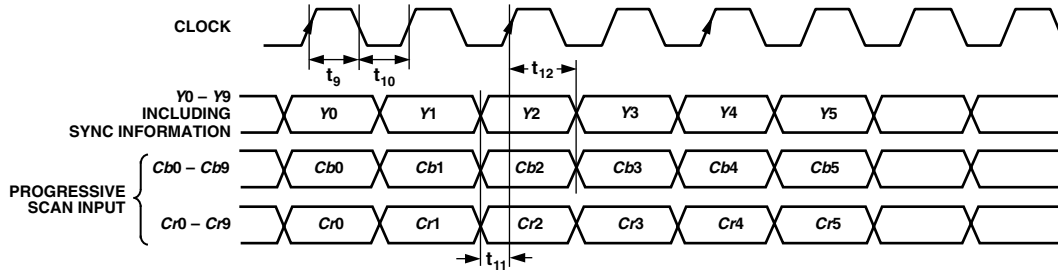 CLOCK
t9 t10 t12
Y0 – Y9
INCLUDING
SYNC INFORMATION
Y0 Y1 Y2 Y3 Y4 Y5
PROGRESSIVE
SCAN INPUT
Cb0 – Cb9
Cb0 Cb1 Cb2 Cb3 Cb4 Cb5
Cr0 – Cr9
Cr0 Cr1 Cr2 Cr3 Cr4 Cr5
t11